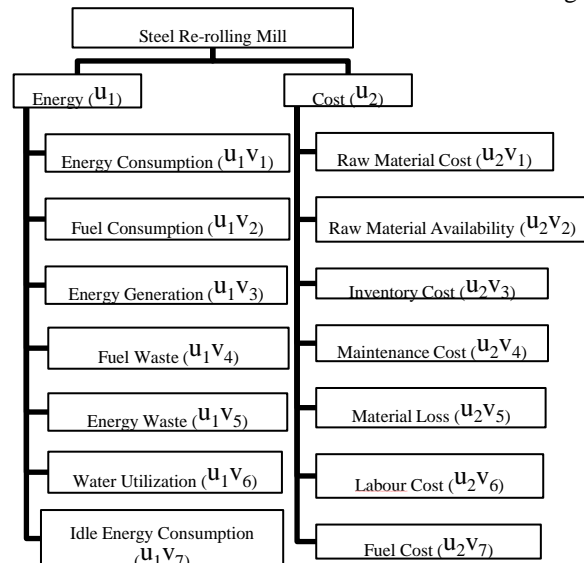 g
Steel Re-rolling Mill
Energy (u1)
Cost (u2)
Energy Consumption (u1v1)
Fuel Consumption (u1v2)
Energy Generation (u1v3)
Fuel Waste (u1v4)
Energy Waste (u1v5)
Water Utilization (u1v6)
Idle Energy Consumption
(u1v7)
Raw Material Cost (u2v1)
Raw Material Availability (u2v2)
Inventory Cost (u2v3)
Maintenance Cost (u2v4)
Material Loss (u2v5)
Labour Cost (u2v6)
Fuel Cost (u2v7)